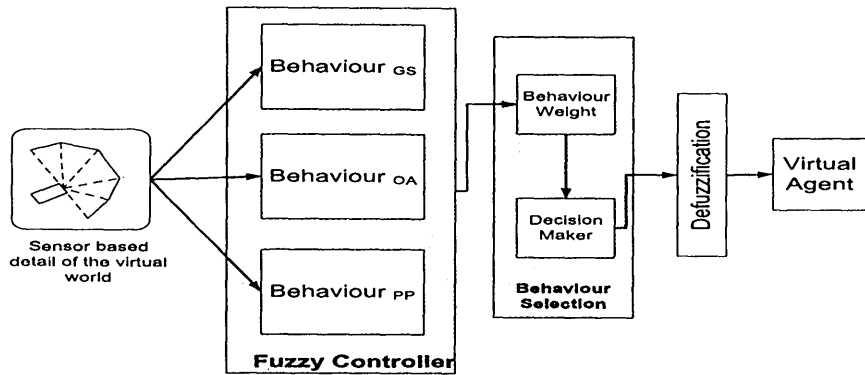 Sensor based
detail of the virtual
world
Behaviour GS
Behaviour OA
Behaviour PP
Fuzzy Controller
Behaviour
Weight
Decision
Maker
Behaviour
Selection
Defuzzification
Virtual
Agent